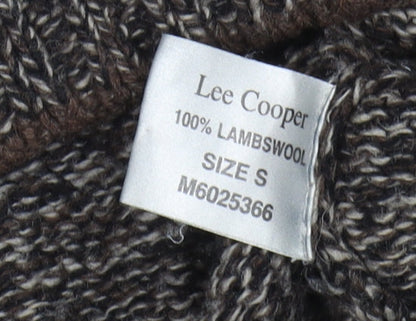 Lee Cooper
100% LAMBSWOOL
SIZE S
M6025366